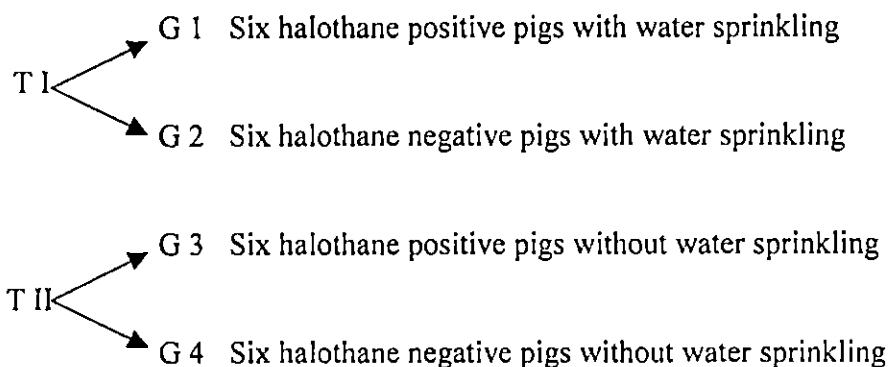 G 1 Six halothane positive pigs with water sprinkling
T I
G 2 Six halothane negative pigs with water sprinkling
G 3 Six halothane positive pigs without water sprinkling
T II
G 4 Six halothane negative pigs without water sprinkling